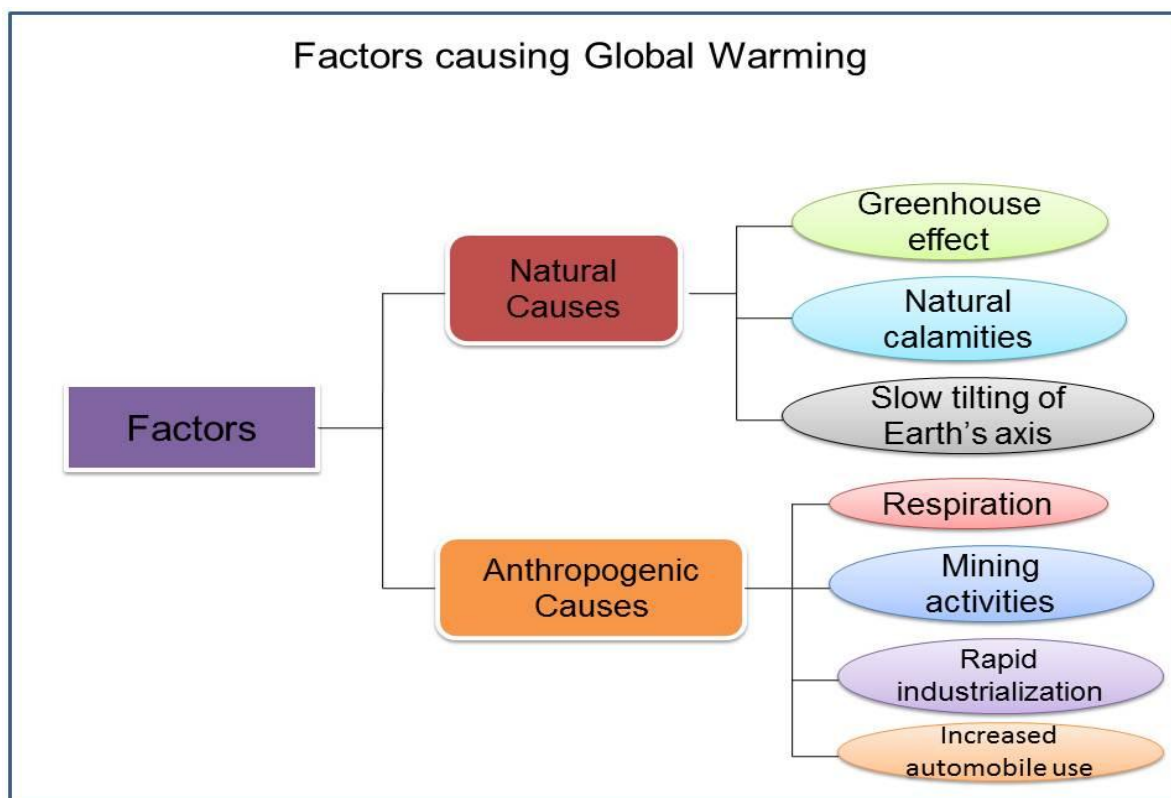 Factors causing Global Warming
Factors
Natural
Causes
Greenhouse
effect
Natural
calamities
Slow tilting of
Earth's axis
Anthropogenic
Causes
Respiration
Mining
activities
Rapid
industrialization
Increased
automobile use